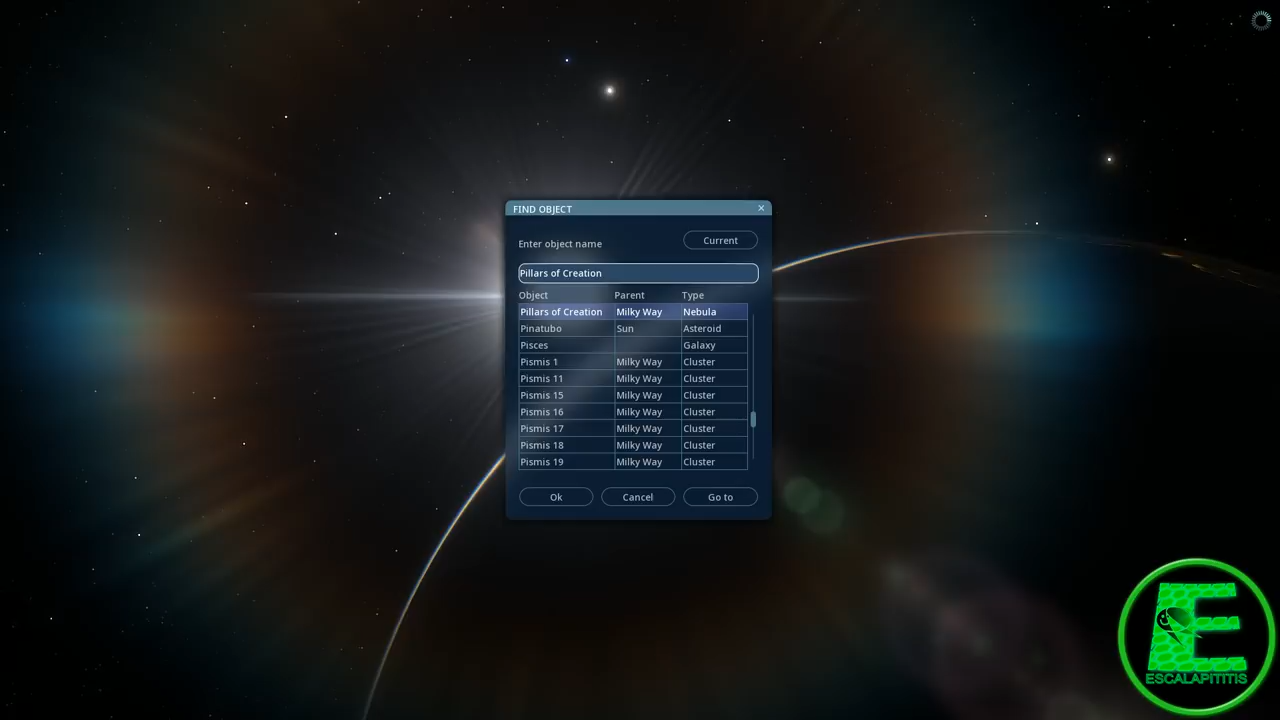 FIND OBJECT
Enter object name
Current
Pillars of Creation
Object Parent Type
Pillars of Creation Milky Way Nebula
Pinatubo Sun Asteroid
Pisces Galaxy
Pismis 1 Milky Way Cluster
Pismis 11 Milky Way Cluster
Pismis 15 Milky Way Cluster
Pismis 16 Milky Way Cluster
Pismis 17 Milky Way Cluster
Pismis 18 Milky Way Cluster
Pismis 19 Milky Way Cluster
Ok Cancel Go to
E
ESCALAPITITIS